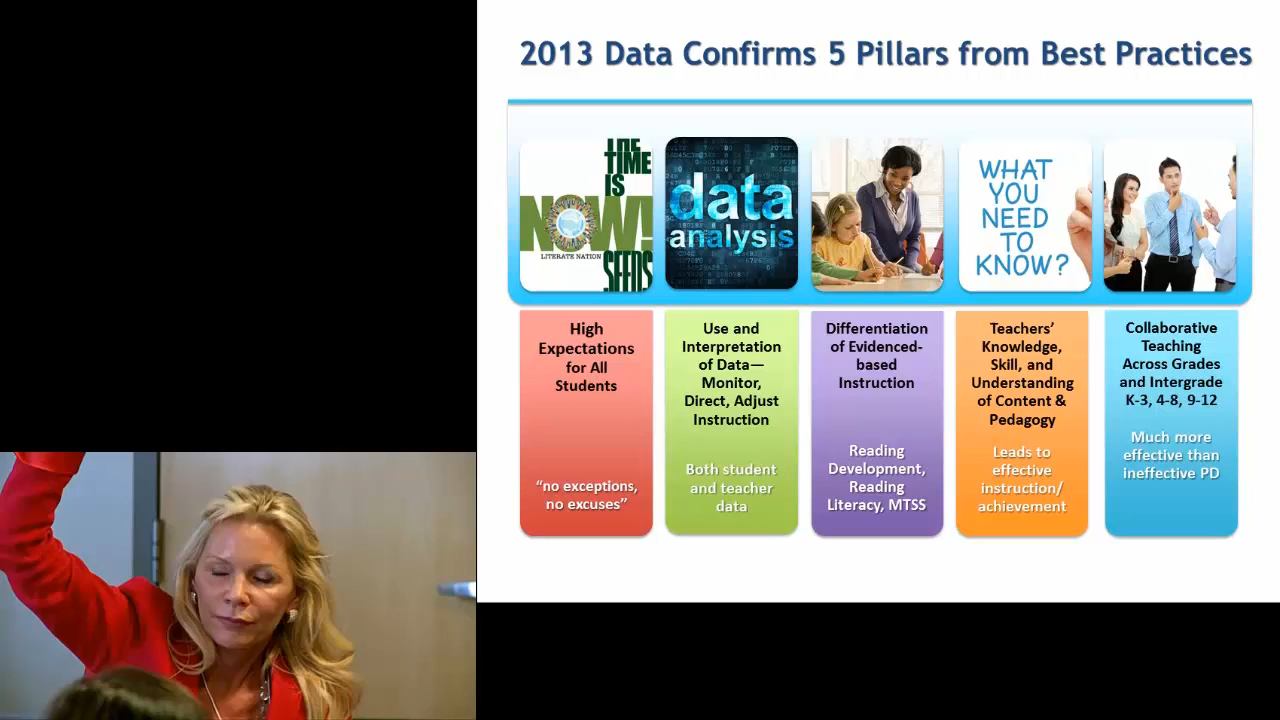 2013 Data Confirms 5 Pillars from Best Practices
THE
TIME
IS
NOW!
LITERATE NATION
SEEDS
data
analysis
WHAT
YOU
NEED
TO
KNOW?
High
Expectations
for All
Students
"no exceptions,
no excuses"
Use and
Interpretation
of Data—
Monitor,
Direct, Adjust
Instruction
Both student
and teacher
data
Differentiation
of Evidenced-
based
Instruction
Reading
Development,
Reading
Literacy, MTSS
Teachers'
Knowledge,
Skill, and
Understanding
of Content &
Pedagogy
Leads to
effective
instruction/
achievement
Collaborative
Teaching
Across Grades
and Intergrade
K-3, 4-8, 9-12
Much more
effective than
ineffective PD